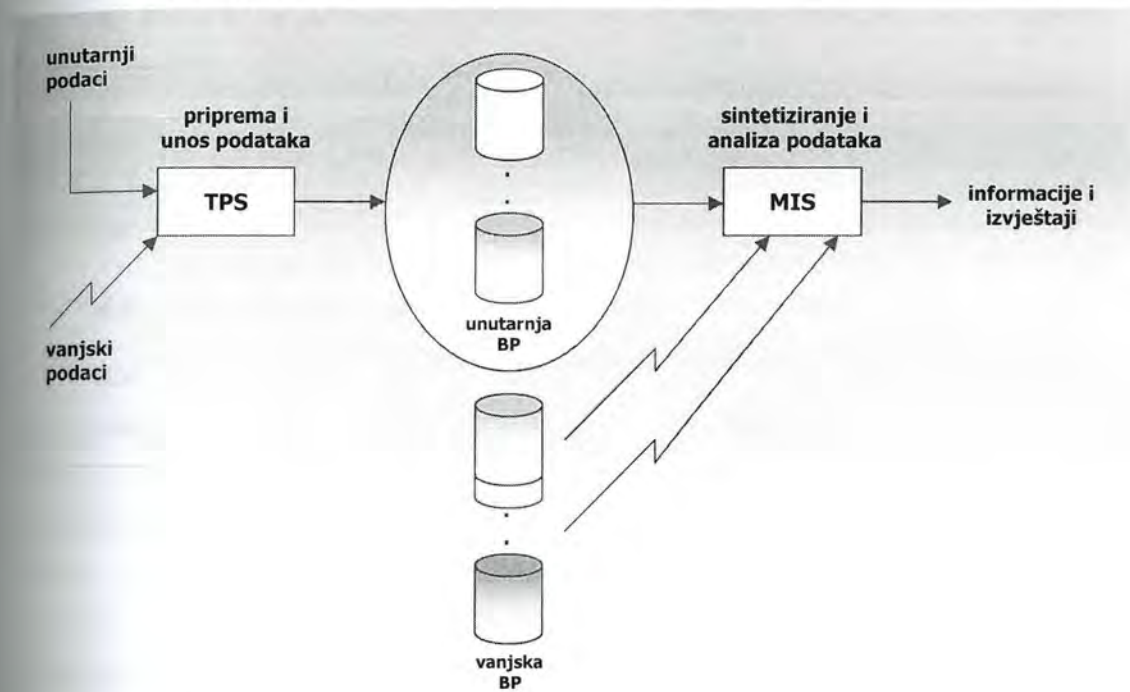 unutarnji
podaci
priprema i
unos podataka
TPS
vanjski
podaci
unutarnja
BP
sintetiziranje i
analiza podataka
MIS
informacije i
izvještaji
vanjska
BP